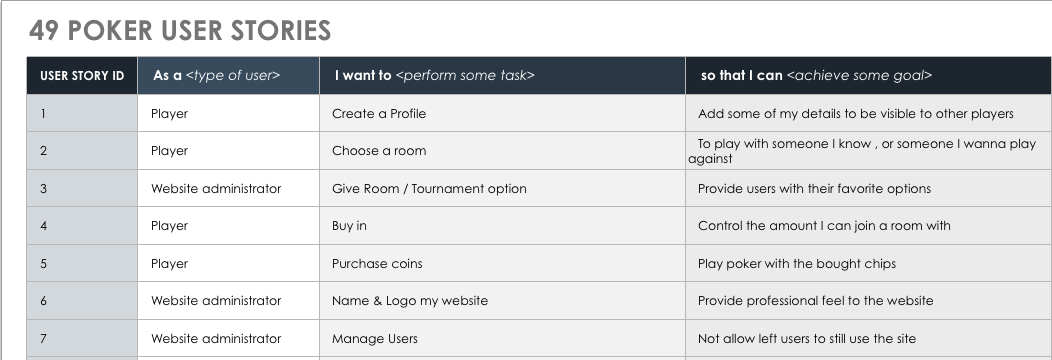 49 POKER USER STORIES
USER STORY ID As a <type of user> I want to <perform some task> so that I can <achieve some goal>
1 Player Create a Profile Add some of my details to be visible to other players
2 Player Choose a room To play with someone I know , or someone I wanna play
against
3 Website administrator Give Room / Tournament option Provide users with their favorite options
4 Player Buy in Control the amount I can join a room with
5 Player Purchase coins Play poker with the bought chips
6 Website administrator Name & Logo my website Provide professional feel to the website
7 Website administrator Manage Users Not allow left users to still use the site